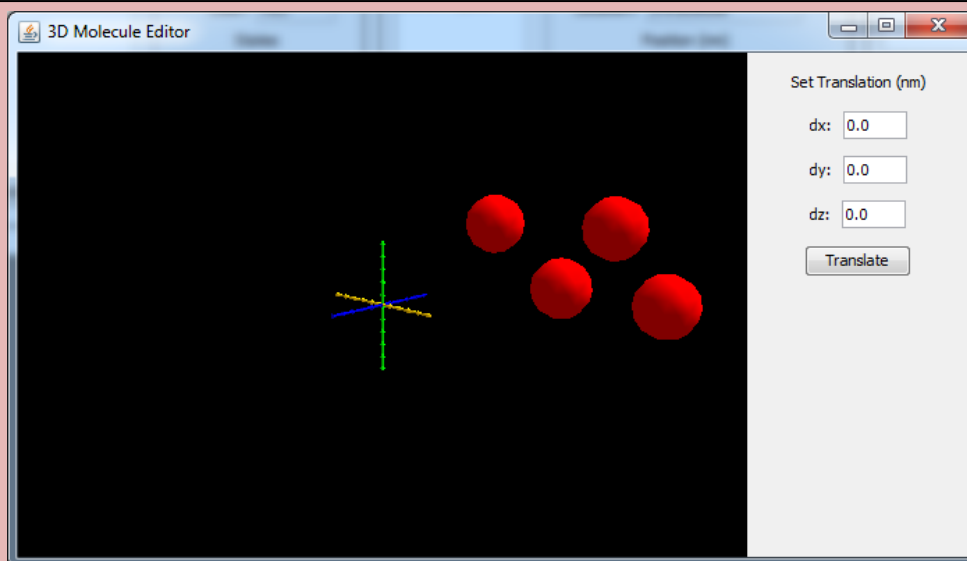 3D Molecule Editor
Set Translation (nm)
dx: 0.0
dy: 0.0
dz: 0.0
Translate